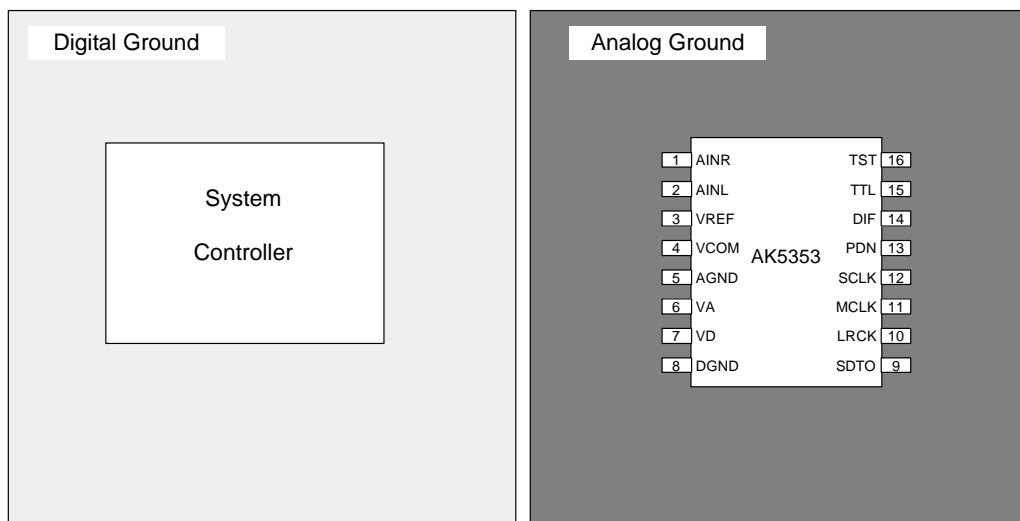 Digital Ground
System
Controller
Analog Ground
1 AINR TST 16
2 AINL TTL 15
3 VREF DIF 14
4 VCOM PDN 13
AK5353
5 AGND SCLK 12
6 VA MCLK 11
7 VD LRCK 10
8 DGND SDTO 9